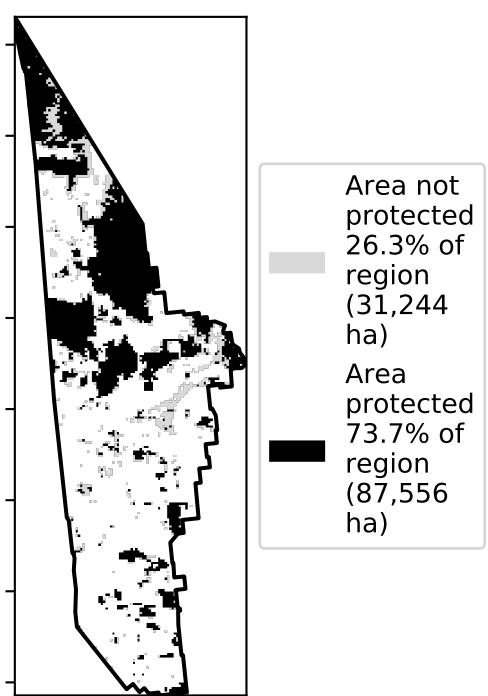 Area not
protected
26.3% of
region
(31,244
ha)
Area
protected
73.7% of
region
(87,556
ha)